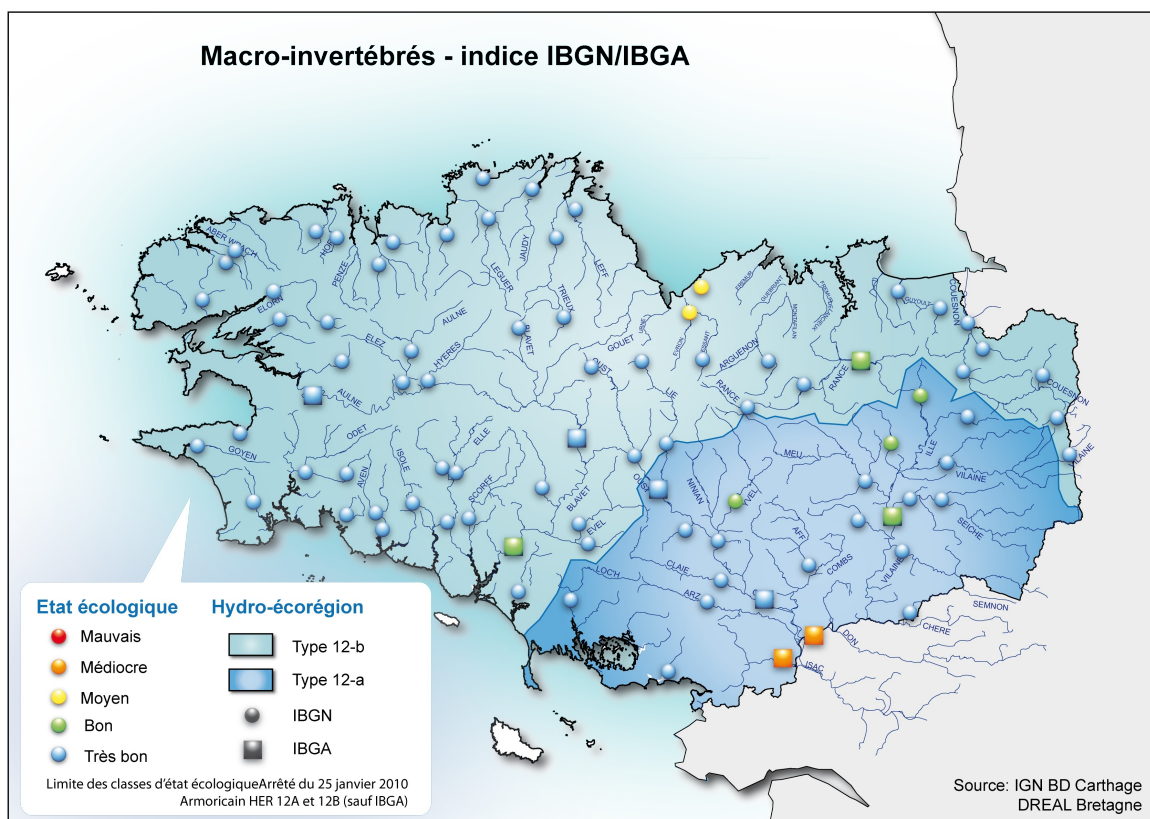 Macro-invertébrés - indice IBGN/IBGA
ABER WRACH
PENZE
JAUDY
LEGUER
LEFF
TRIEUX
ELORN
AULNE
ELEZ
HYERES
BLAVET
GOUET
OUST
LIE
EVRON
ARGUENON
RANCE
RANCE
GUYOULT
COUESNON
COUESNON
AULNE
ODET
GOYEN
AVEN
ISOLE
ELLE
SCORFF
BLAVET
EVEL
NINIAN
YVEL
MEU
ILLE
VILAINE
SEICHE
AFF
COMBS
VILAINE
LOC'H
CLAIE
ARZ
SEMNON
CHERE
DON
ISAC
Etat écologique
Mauvais
Médiocre
Moyen
Bon
Très bon
Hydro-écorégion
Type 12-b
Type 12-a
IBGN
IBGA
Limite des classes d'état écologiqueArrêté du 25 janvier 2010
Armoricain HER 12A et 12B (sauf IBGA)
Source: IGN BD Carthage
DREAL Bretagne